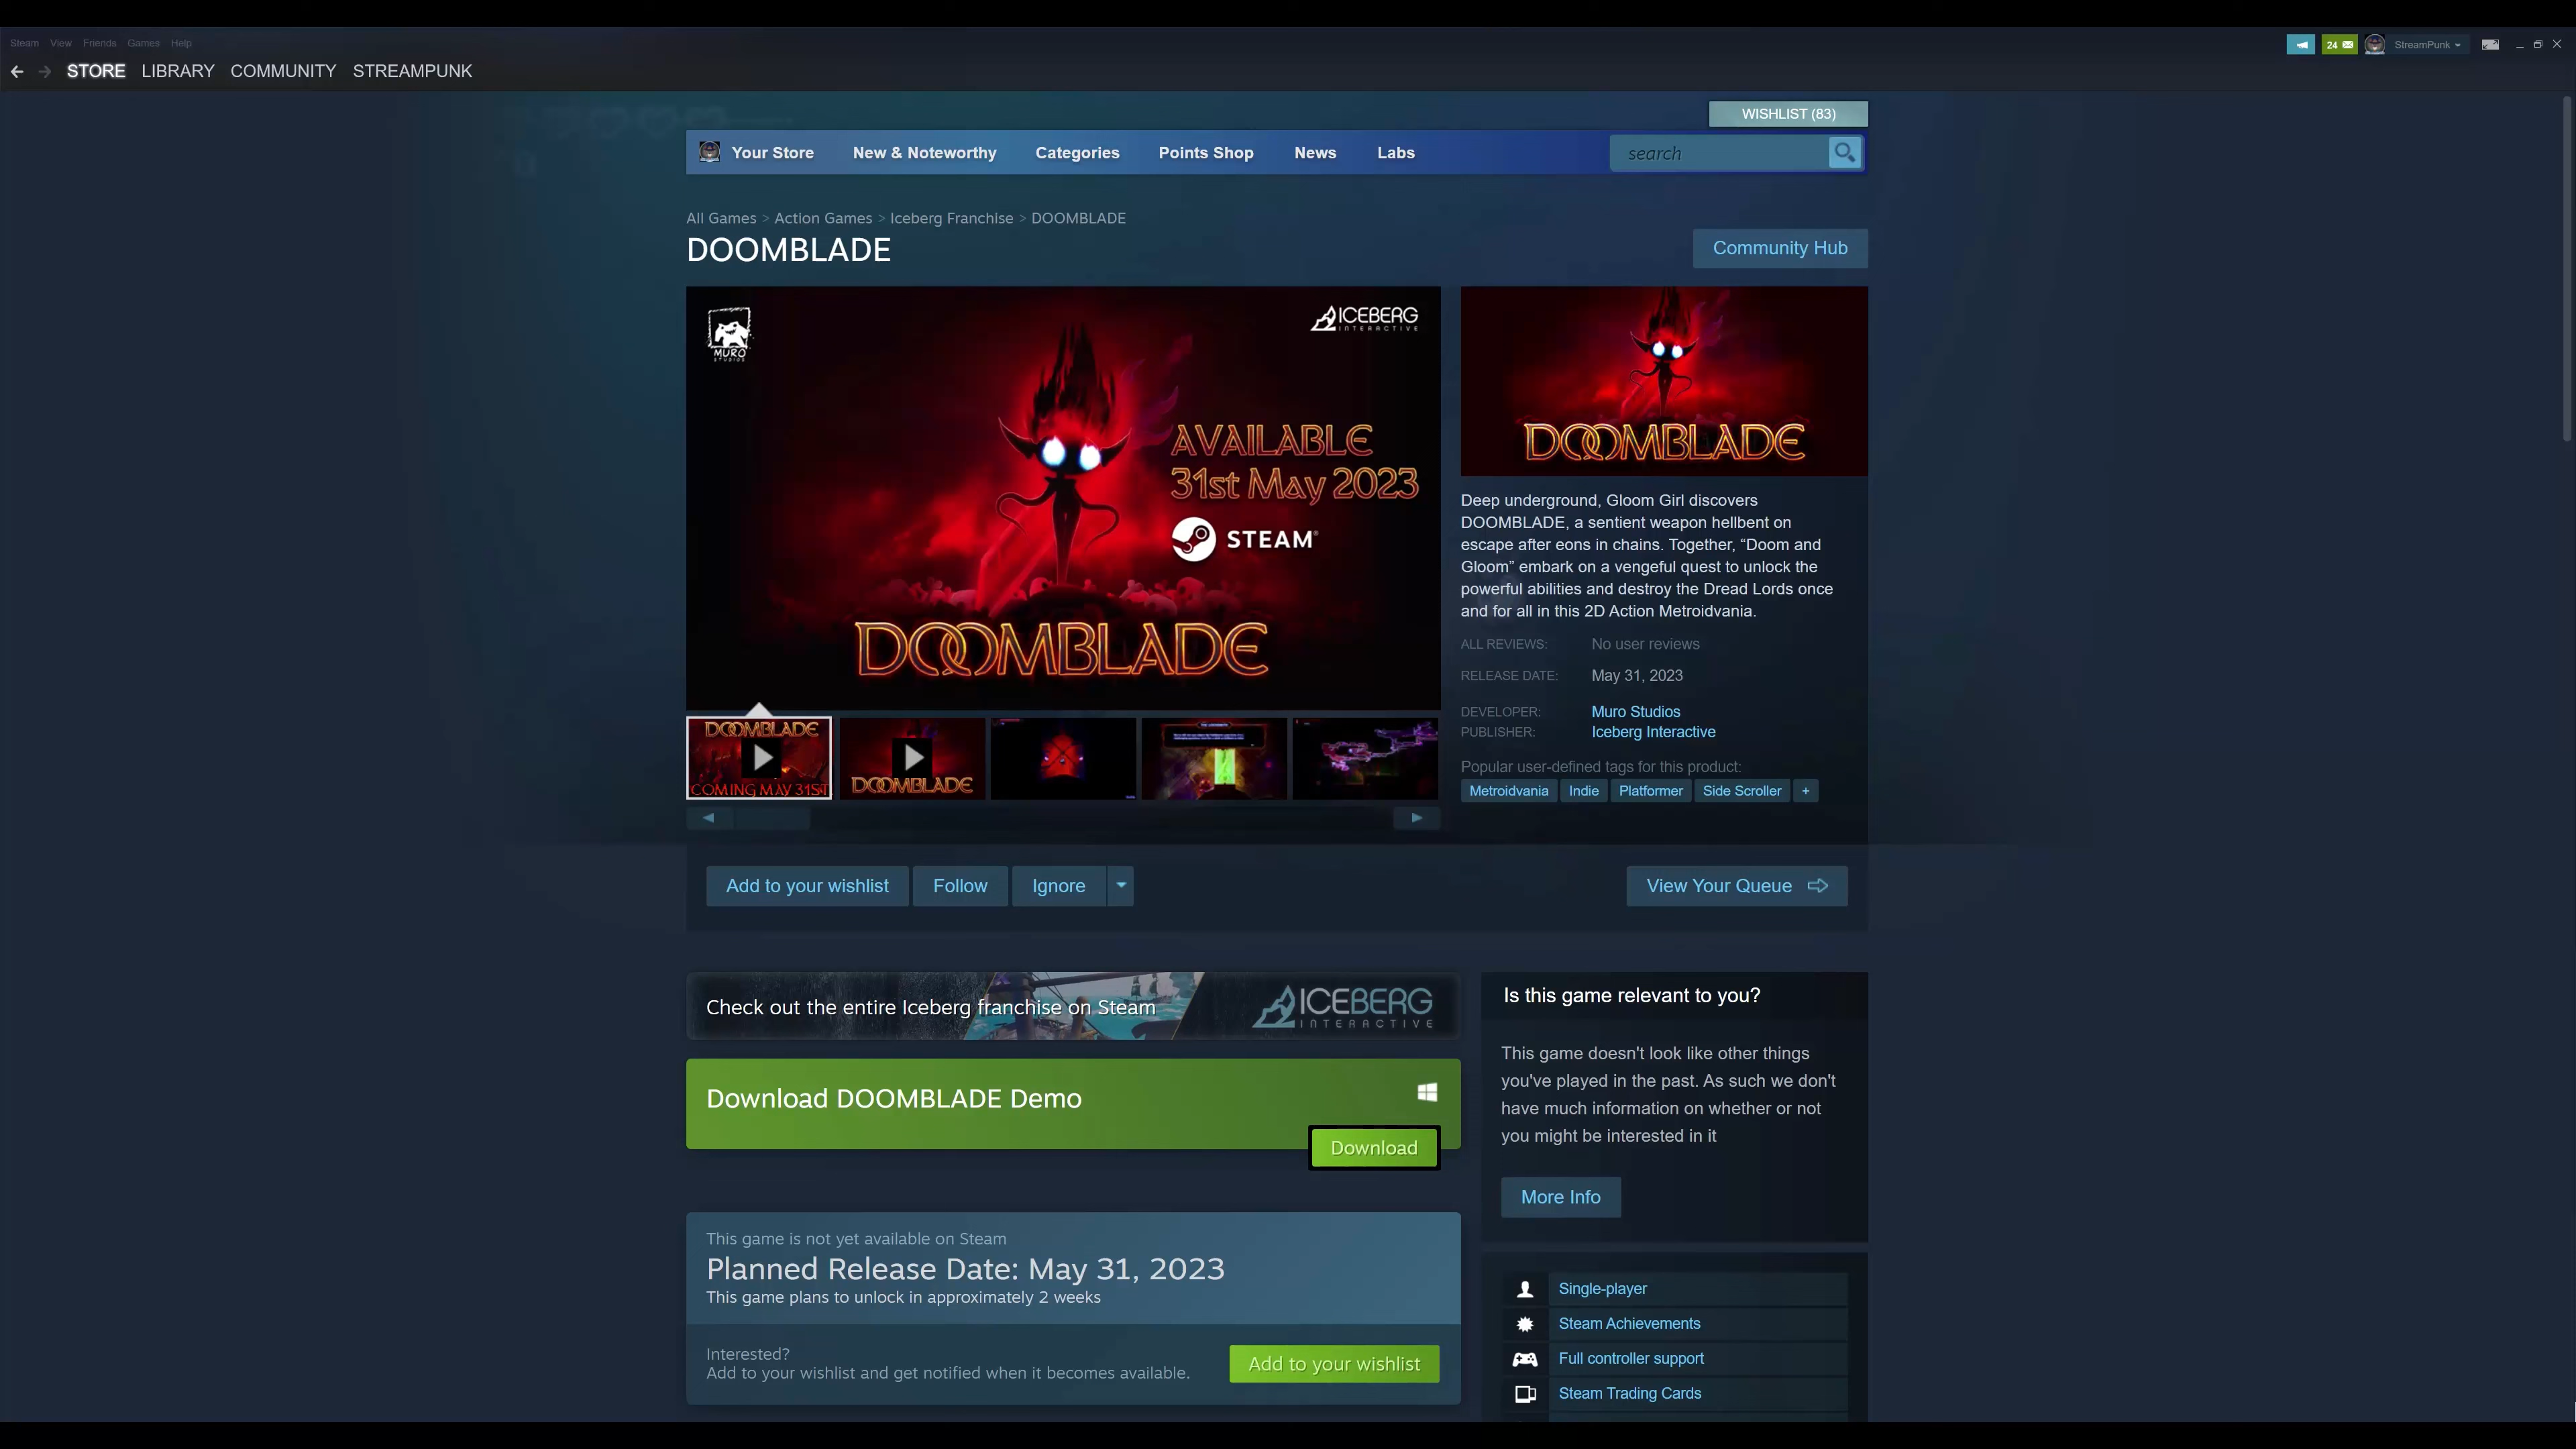 Steam View Friends Games Help
24 StreamPunk
STORE LIBRARY COMMUNITY STREAMPUNK
WISHLIST (83)
Your Store New & Noteworthy Categories Points Shop News Labs search
All Games > Action Games > Iceberg Franchise > DOOMBLADE
DOOMBLADE
Community Hub
MURO
STUDIOS
ICEBERG
INTERACTIVE
AVAILABLE
31st May 2023
STEAM®
DOOMBLADE
DOOMBLADE
COMING MAY 31ST
DOOMBLADE
DOOMBLADE
Deep underground, Gloom Girl discovers
DOOMBLADE, a sentient weapon hellbent on
escape after eons in chains. Together, “Doom and
Gloom” embark on a vengeful quest to unlock the
powerful abilities and destroy the Dread Lords once
and for all in this 2D Action Metroidvania.
ALL REVIEWS: No user reviews
RELEASE DATE: May 31, 2023
DEVELOPER: Muro Studios
PUBLISHER: Iceberg Interactive
Popular user-defined tags for this product:
Metroidvania Indie Platformer Side Scroller +
Add to your wishlist Follow Ignore View Your Queue
Check out the entire Iceberg franchise on Steam
ICEBERG
INTERACTIVE
Download DOOMBLADE Demo
Download
This game is not yet available on Steam
Planned Release Date: May 31, 2023
This game plans to unlock in approximately 2 weeks
Interested?
Add to your wishlist and get notified when it becomes available.
Add to your wishlist
Is this game relevant to you?
This game doesn't look like other things
you've played in the past. As such we don't
have much information on whether or not
you might be interested in it
More Info
Single-player
Steam Achievements
Full controller support
Steam Trading Cards